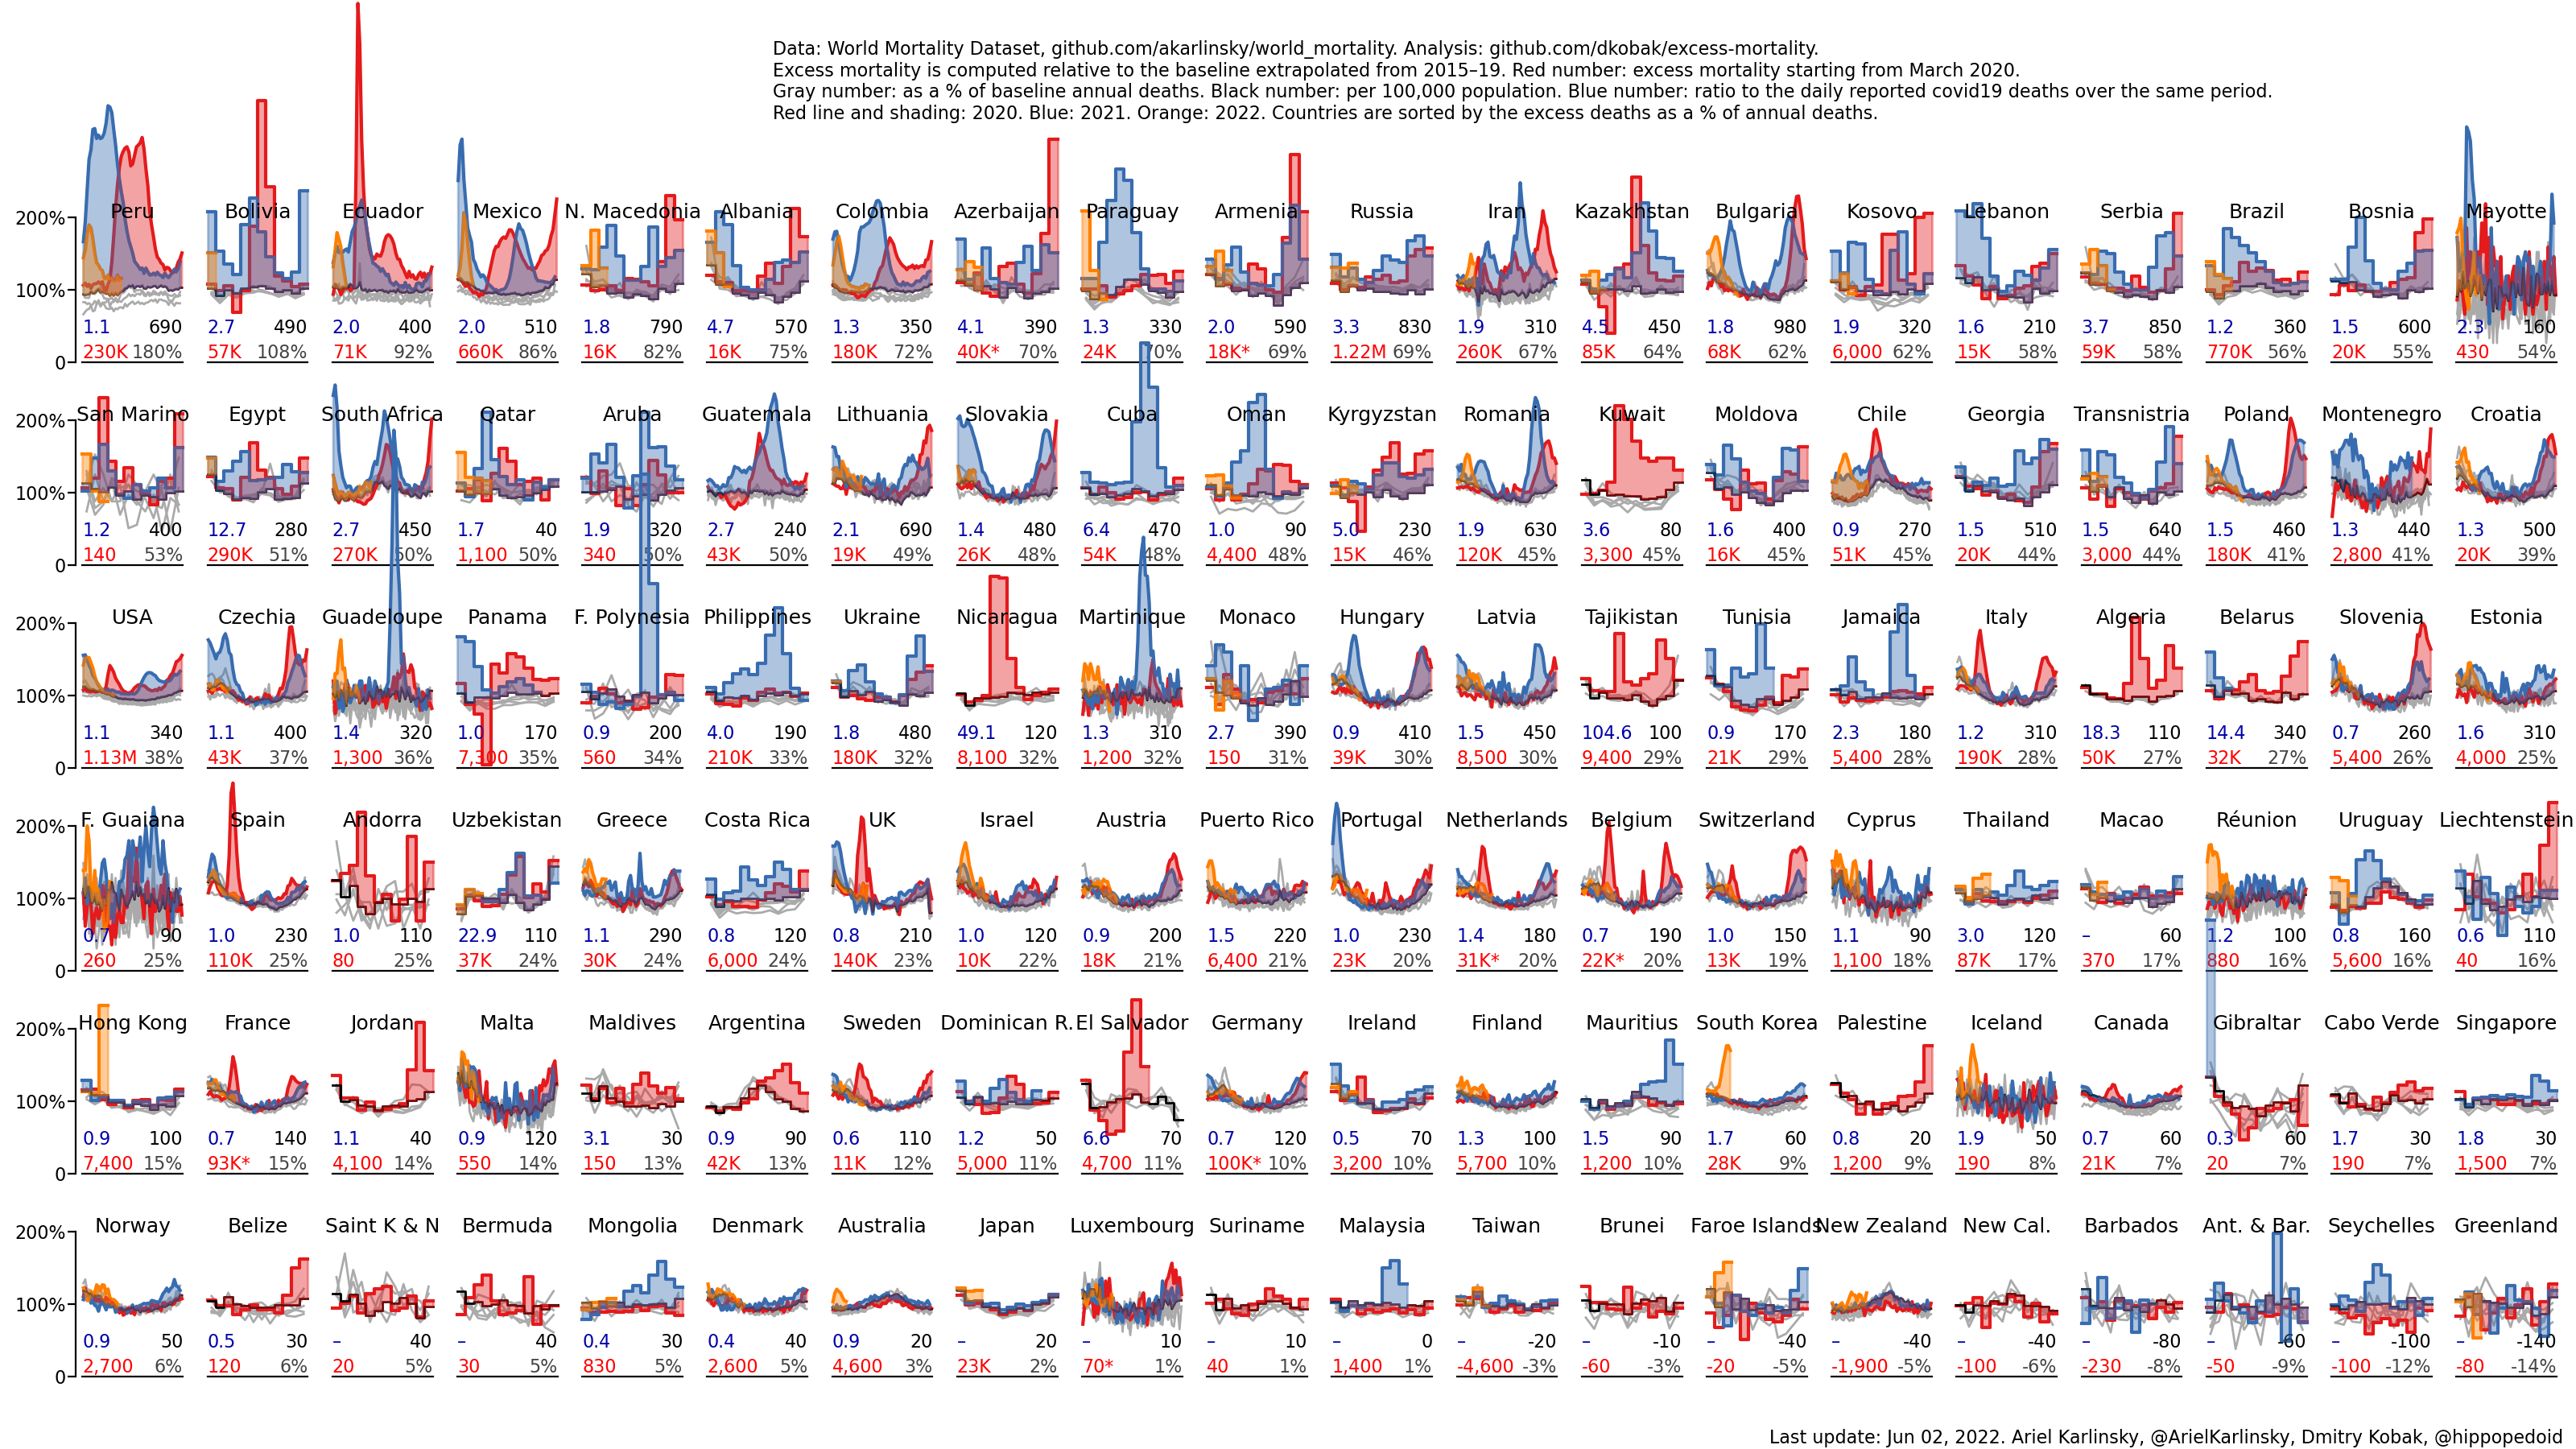 Data: World Mortality Dataset, github.com/akarlinsky/world_mortality. Analysis: github.com/dkobak/excess-mortality.
Excess mortality is computed relative to the baseline extrapolated from 2015–19. Red number: excess mortality starting from March 2020.
Gray number: as a % of baseline annual deaths. Black number: per 100,000 population. Blue number: ratio to the daily reported covid19 deaths over the same period.
Red line and shading: 2020. Blue: 2021. Orange: 2022. Countries are sorted by the excess deaths as a % of annual deaths.
200% Peru Bolivia Ecuador Mexico N. Macedonia Albania Colombia Azerbaijan Paraguay Armenia Russia Iran Kazakhstan Bulgaria Kosovo Lebanon Serbia Brazil Bosnia Mayotte
100%
1.1 690 2.7 490 2.0 400 2.0 510 1.8 790 4.7 570 1.3 350 4.1 390 1.3 330 2.0 590 3.3 830 1.9 310 4.5 450 1.8 980 1.9 320 1.6 210 3.7 850 1.2 360 1.5 600 2.3 160
0 230K 180% 57K 108% 71K 92% 660K 86% 16K 82% 16K 75% 180K 72% 40K* 70% 24K 70% 18K* 69% 1.22M 69% 260K 67% 85K 64% 68K 62% 6,000 62% 15K 58% 59K 58% 770K 56% 20K 55% 430 54%
200% San Marino Egypt South Africa Qatar Aruba Guatemala Lithuania Slovakia Cuba Oman Kyrgyzstan Romania Kuwait Moldova Chile Georgia Transnistria Poland Montenegro Croatia
100%
1.2 400 12.7 280 2.7 450 1.7 40 1.9 320 2.7 240 2.1 690 1.4 480 6.4 470 1.0 90 5.0 230 1.9 630 3.6 80 1.6 400 0.9 270 1.5 510 1.5 640 1.5 460 1.3 440 1.3 500
0 140 53% 290K 51% 270K 50% 1,100 50% 340 50% 43K 50% 19K 49% 26K 48% 54K 48% 4,400 48% 15K 46% 120K 45% 3,300 45% 16K 45% 51K 45% 20K 44% 3,000 44% 180K 41% 2,800 41% 20K 39%
200% USA Czechia Guadeloupe Panama F. Polynesia Philippines Ukraine Nicaragua Martinique Monaco Hungary Latvia Tajikistan Tunisia Jamaica Italy Algeria Belarus Slovenia Estonia
100%
1.1 340 1.1 400 1.4 320 1.0 170 0.9 200 4.0 190 1.8 480 49.1 120 1.3 310 2.7 390 0.9 410 1.5 450 104.6 100 0.9 170 2.3 180 1.2 310 18.3 110 14.4 340 0.7 260 1.6 310
0 1.13M 38% 43K 37% 1,300 36% 7,300 35% 560 34% 210K 33% 180K 32% 8,100 32% 1,200 32% 150 31% 39K 30% 8,500 30% 9,400 29% 21K 29% 5,400 28% 190K 28% 50K 27% 32K 27% 5,400 26% 4,000 25%
200% F. Guaiana Spain Andorra Uzbekistan Greece Costa Rica UK Israel Austria Puerto Rico Portugal Netherlands Belgium Switzerland Cyprus Thailand Macao Réunion Uruguay Liechtenstein
100%
0.7 90 1.0 230 1.0 110 22.9 110 1.1 290 0.8 120 0.8 210 1.0 120 0.9 200 1.5 220 1.0 230 1.4 180 0.7 190 1.0 150 1.1 90 3.0 120 – 60 1.2 100 0.8 160 0.6 110
0 260 25% 110K 25% 80 25% 37K 24% 30K 24% 6,000 24% 140K 23% 10K 22% 18K 21% 6,400 21% 23K 20% 31K* 20% 22K* 20% 13K 19% 1,100 18% 87K 17% 370 17% 880 16% 5,600 16% 40 16%
200% Hong Kong France Jordan Malta Maldives Argentina Sweden Dominican R. El Salvador Germany Ireland Finland Mauritius South Korea Palestine Iceland Canada Gibraltar Cabo Verde Singapore
100%
0.9 100 0.7 140 1.1 40 0.9 120 3.1 30 0.9 90 0.6 110 1.2 50 6.6 70 0.7 120 0.5 70 1.3 100 1.5 90 1.7 60 0.8 20 1.9 50 0.7 60 0.3 60 1.7 30 1.8 30
0 7,400 15% 93K* 15% 4,100 14% 550 14% 150 13% 42K 13% 11K 12% 5,000 11% 4,700 11% 100K* 10% 3,200 10% 5,700 10% 1,200 10% 28K 9% 1,200 9% 190 8% 21K 7% 20 7% 190 7% 1,500 7%
200% Norway Belize Saint K & N Bermuda Mongolia Denmark Australia Japan Luxembourg Suriname Malaysia Taiwan Brunei Faroe Islands New Zealand New Cal. Barbados Ant. & Bar. Seychelles Greenland
100%
0.9 50 0.5 30 – 40 – 40 0.4 30 0.4 40 0.9 20 – 20 – 10 – 10 – 0 – -20 – -10 – -40 – -40 – -40 – -80 – -60 – -100 – -140
0 2,700 6% 120 6% 20 5% 30 5% 830 5% 2,600 5% 4,600 3% 23K 2% 70* 1% 40 1% 1,400 1% -4,600 -3% -60 -3% -20 -5% -1,900 -5% -100 -6% -230 -8% -50 -9% -100 -12% -80 -14%
Last update: Jun 02, 2022. Ariel Karlinsky, @ArielKarlinsky, Dmitry Kobak, @hippopedoid